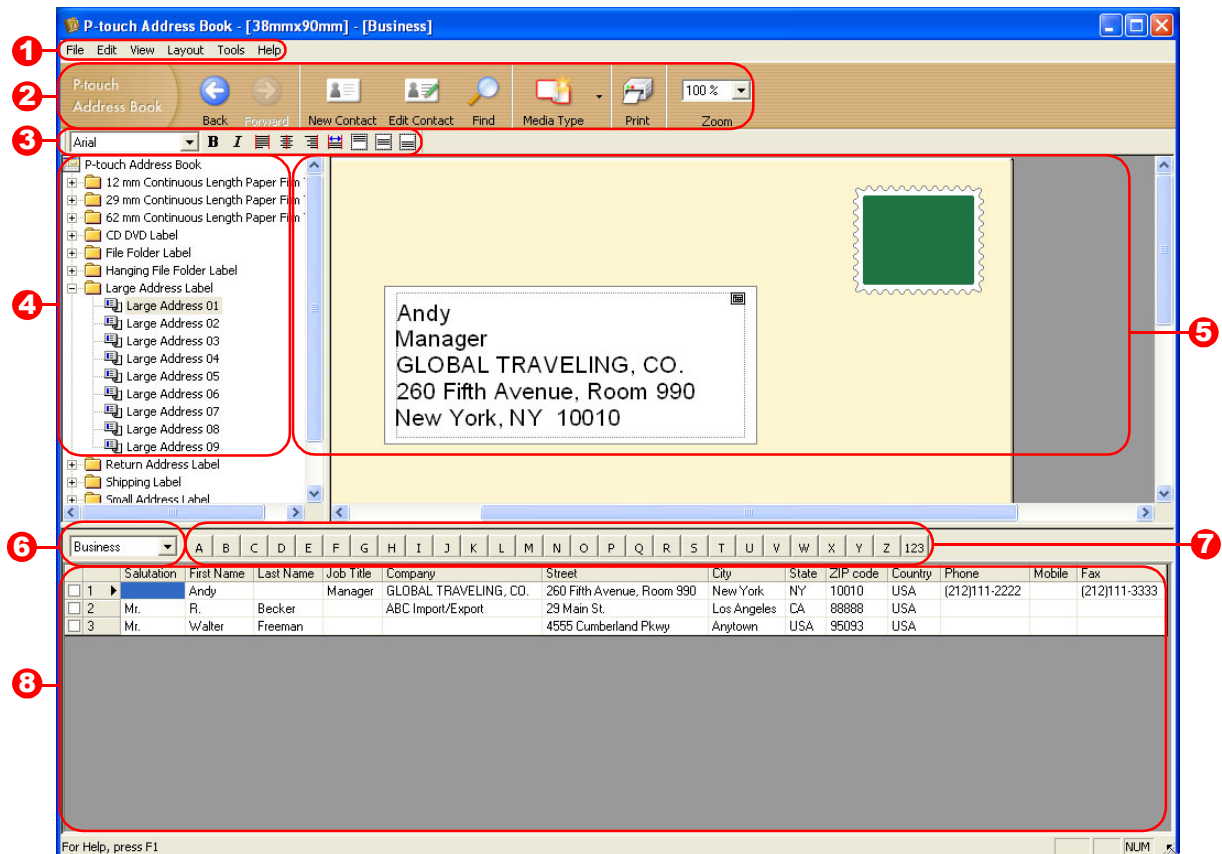 P-touch Address Book - [38mmx90mm] - [Business]
1
File Edit View Layout Tools Help
2
P-touch
Address Book
Back Forward New Contact Edit Contact Find Media Type Print 100 % Zoom
3
Arial B I
4
P-touch Address Book
12 mm Continuous Length Paper Film
29 mm Continuous Length Paper Film
62 mm Continuous Length Paper Film
CD DVD Label
File Folder Label
Hanging File Folder Label
Large Address Label
Large Address 01
Large Address 02
Large Address 03
Large Address 04
Large Address 05
Large Address 06
Large Address 07
Large Address 08
Large Address 09
Return Address Label
Shipping Label
Small Address Label
5
Andy
Manager
GLOBAL TRAVELING, CO.
260 Fifth Avenue, Room 990
New York, NY 10010
6
Business
A B C D E F G H I J K L M N O P Q R S T U V W X Y Z 123
7
8
Salutation First Name Last Name Job Title Company Street City State ZIP code Country Phone Mobile Fax
1 Andy Manager GLOBAL TRAVELING, CO. 260 Fifth Avenue, Room 990 New York NY 10010 USA (212)111-2222 (212)111-3333
2 Mr. R. Becker ABC Import/Export 29 Main St. Los Angeles CA 88888 USA
3 Mr. Walter Freeman 4555 Cumberland Pkwy Anytown USA 95093 USA
For Help, press F1
NUM